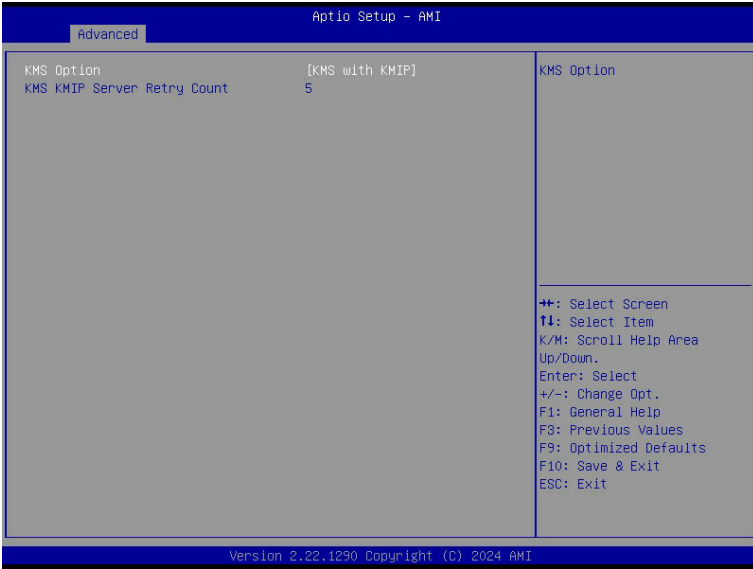 Aptio Setup – AMI
Advanced
KMS Option [KMS with KMIP]
KMS KMIP Server Retry Count 5
KMS Option
→←: Select Screen
↑↓: Select Item
K/M: Scroll Help Area
Up/Down.
Enter: Select
+/-: Change Opt.
F1: General Help
F3: Previous Values
F9: Optimized Defaults
F10: Save & Exit
ESC: Exit
Version 2.22.1290 Copyright (C) 2024 AMI